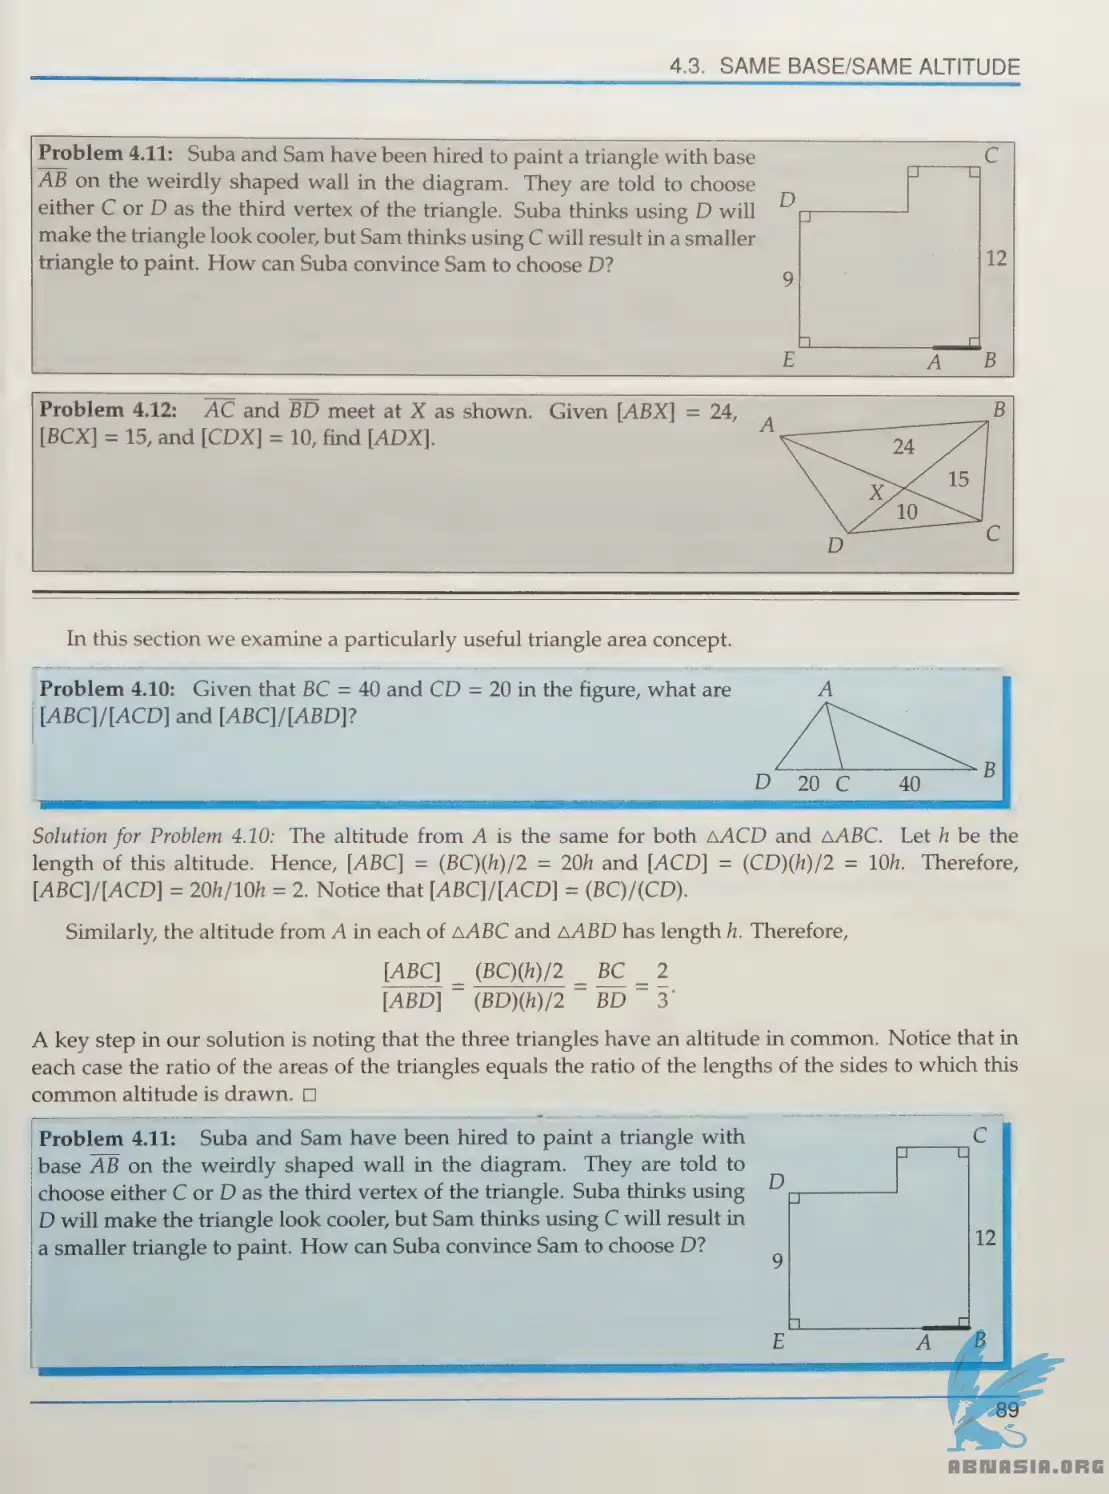 4.3. SAME BASE/SAME ALTITUDE
Problem 4.11: Suba and Sam have been hired to paint a triangle with base
AB on the weirdly shaped wall in the diagram. They are told to choose
either C or D as the third vertex of the triangle. Suba thinks using D will
make the triangle look cooler, but Sam thinks using C will result in a smaller
triangle to paint. How can Suba convince Sam to choose D?
C
D
12
9
E A B
Problem 4.12: AC and BD meet at X as shown. Given [ABX] = 24,
[BCX] = 15, and [CDX] = 10, find [ADX].
A B
24
15
X
10
D C
In this section we examine a particularly useful triangle area concept.
Problem 4.10: Given that BC = 40 and CD = 20 in the figure, what are
[ABC]/[ACD] and [ABC]/[ABD]?
A
D 20 C 40 B
Solution for Problem 4.10: The altitude from A is the same for both △ACD and △ABC. Let h be the
length of this altitude. Hence, [ABC] = (BC)(h)/2 = 20h and [ACD] = (CD)(h)/2 = 10h. Therefore,
[ABC]/[ACD] = 20h/10h = 2. Notice that [ABC]/[ACD] = (BC)/(CD).
Similarly, the altitude from A in each of △ABC and △ABD has length h. Therefore,
[ABC]/[ABD] = (BC)(h)/2/(BD)(h)/2 = BC/BD = 2/3.
A key step in our solution is noting that the three triangles have an altitude in common. Notice that in
each case the ratio of the areas of the triangles equals the ratio of the lengths of the sides to which this
common altitude is drawn. □
Problem 4.11: Suba and Sam have been hired to paint a triangle with
base AB on the weirdly shaped wall in the diagram. They are told to
choose either C or D as the third vertex of the triangle. Suba thinks using
D will make the triangle look cooler, but Sam thinks using C will result in
a smaller triangle to paint. How can Suba convince Sam to choose D?
C
D
12
9
E A B
89
ABNASIA.ORG